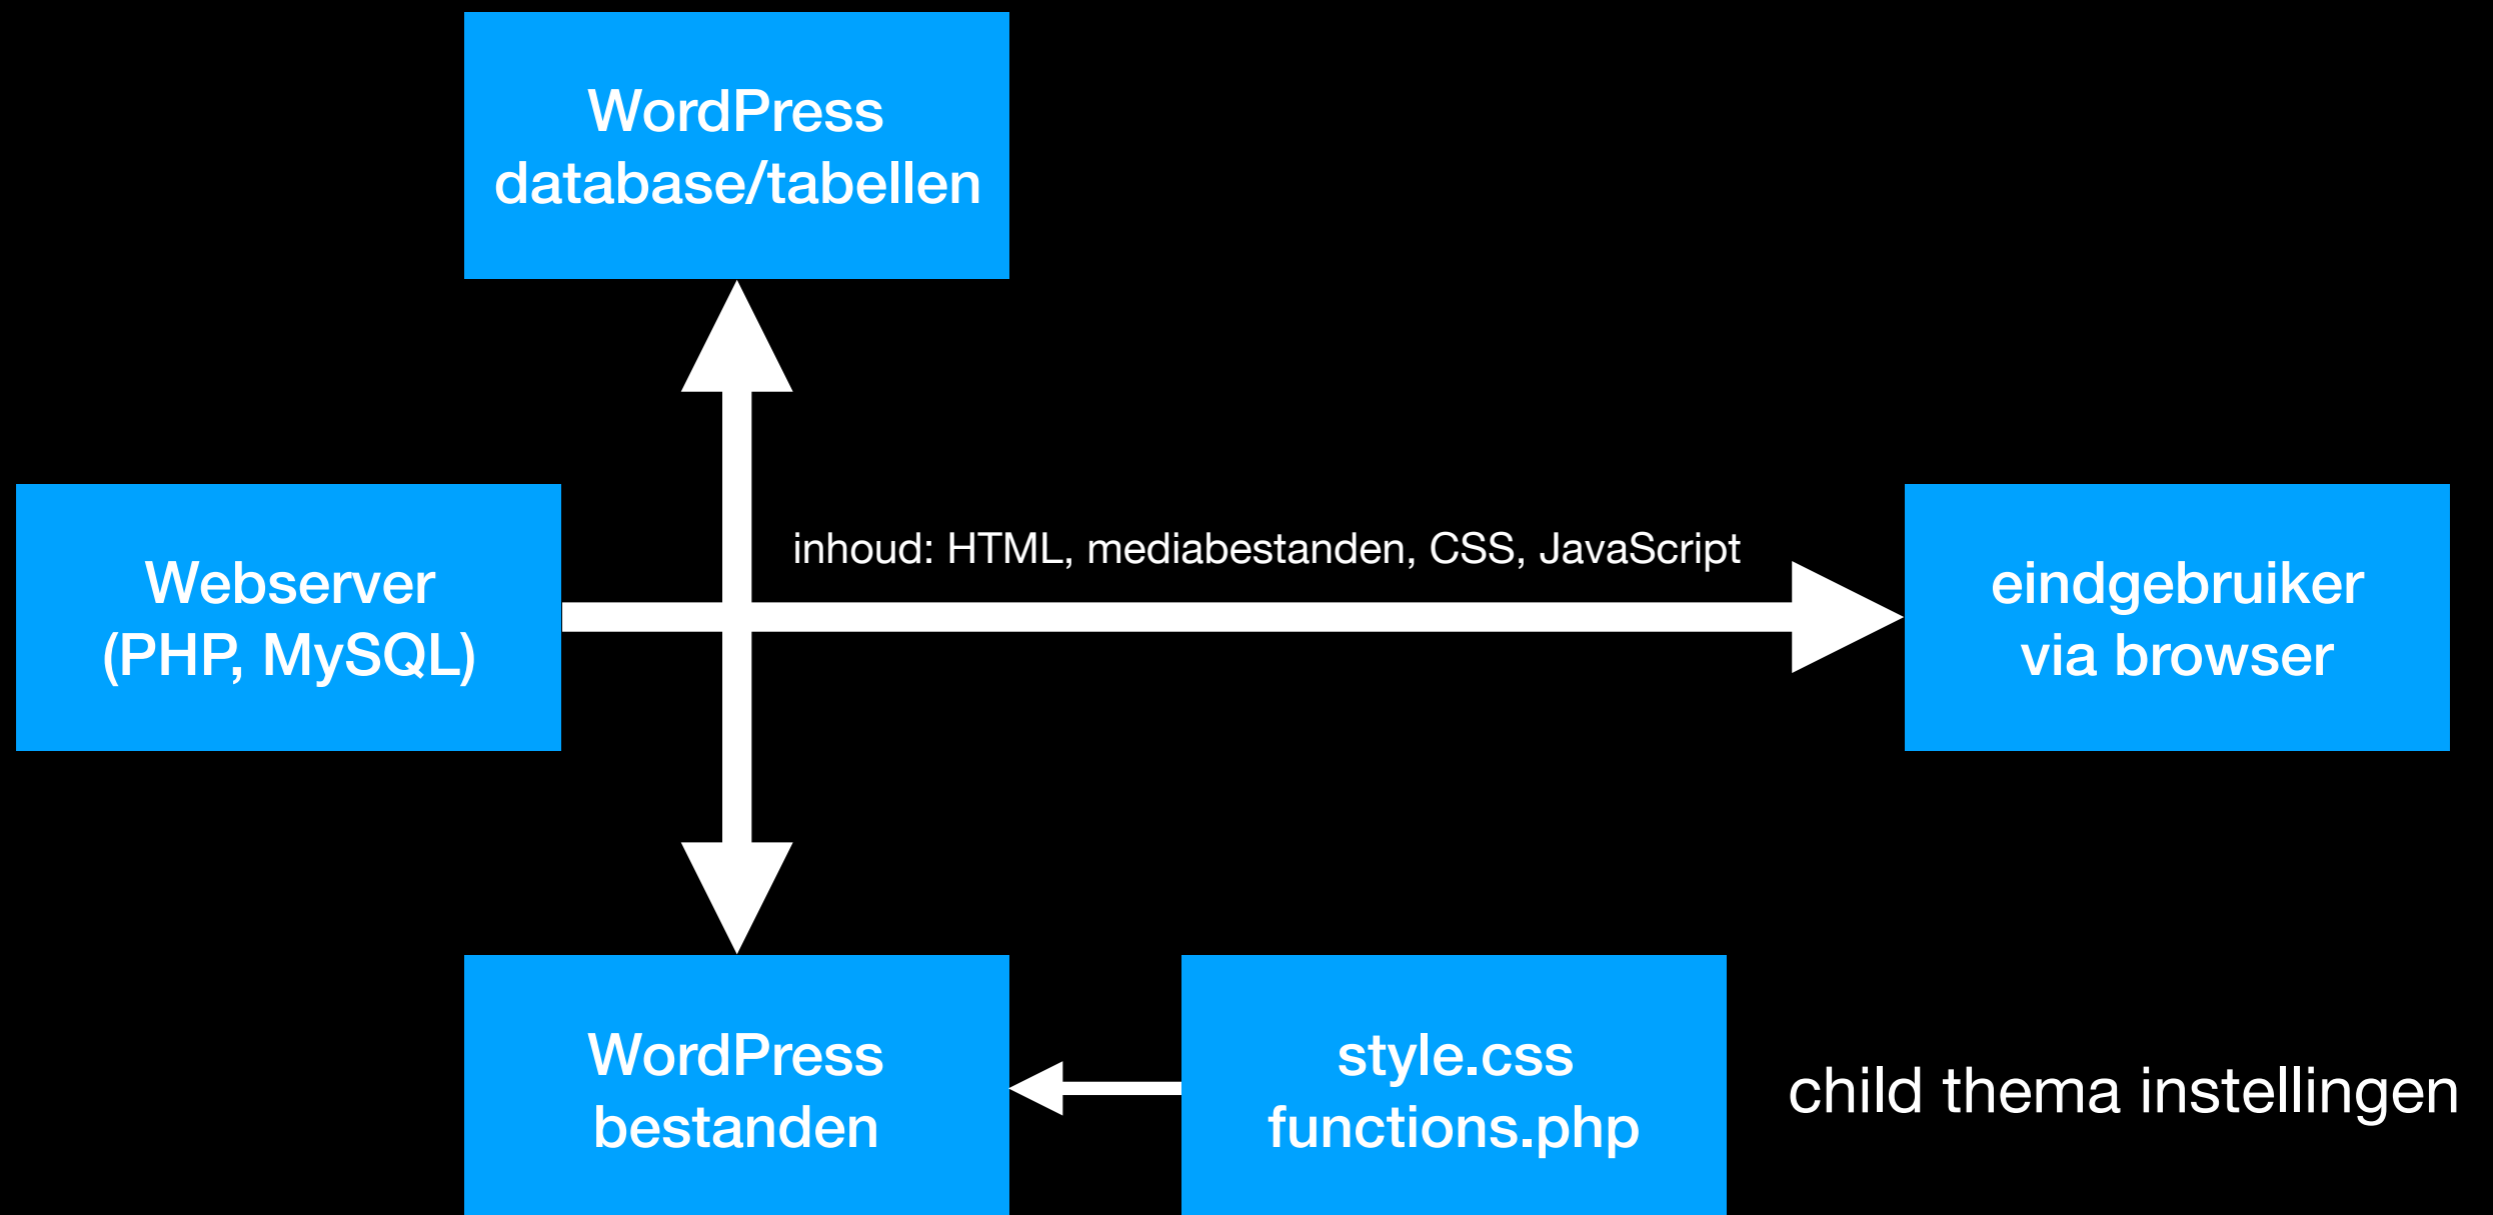 WordPress
database/tabellen
Webserver
(PHP, MySQL)
inhoud: HTML, mediabestanden, CSS, JavaScript
eindgebruiker
via browser
WordPress
bestanden
style.css
functions.php
child thema instellingen